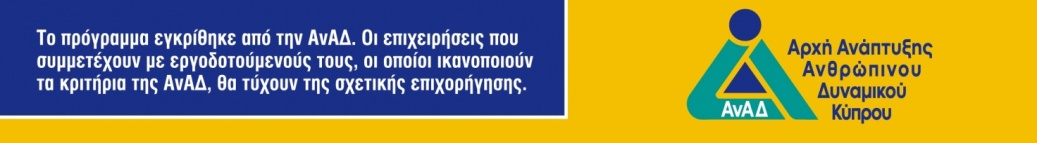 Το πρόγραμμα εγκρίθηκε από την ΑνΑΔ. Οι επιχειρήσεις που
συμμετέχουν με εργοδοτούμενούς τους, οι οποίοι ικανοποιούν
τα κριτήρια της ΑνΑΔ, θα τύχουν της σχετικής επιχορήγησης.
ΑνΑΔ
Αρχή Ανάπτυξης
Ανθρώπινου
Δυναμικού
Κύπρου